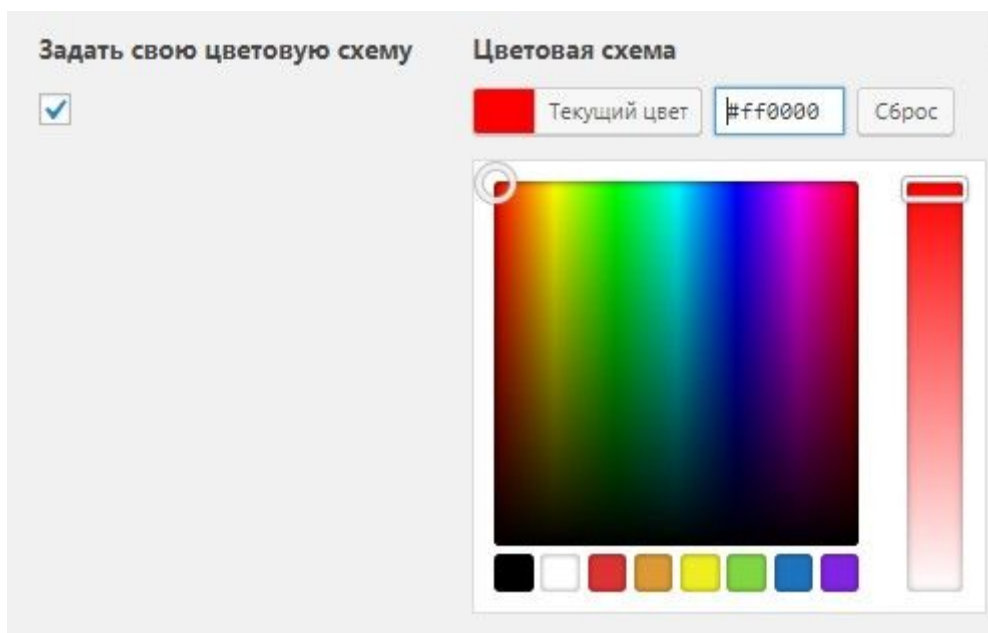 Задать свою цветовую схему
Цветовая схема
Текущий цвет
#ff0000
Сброс